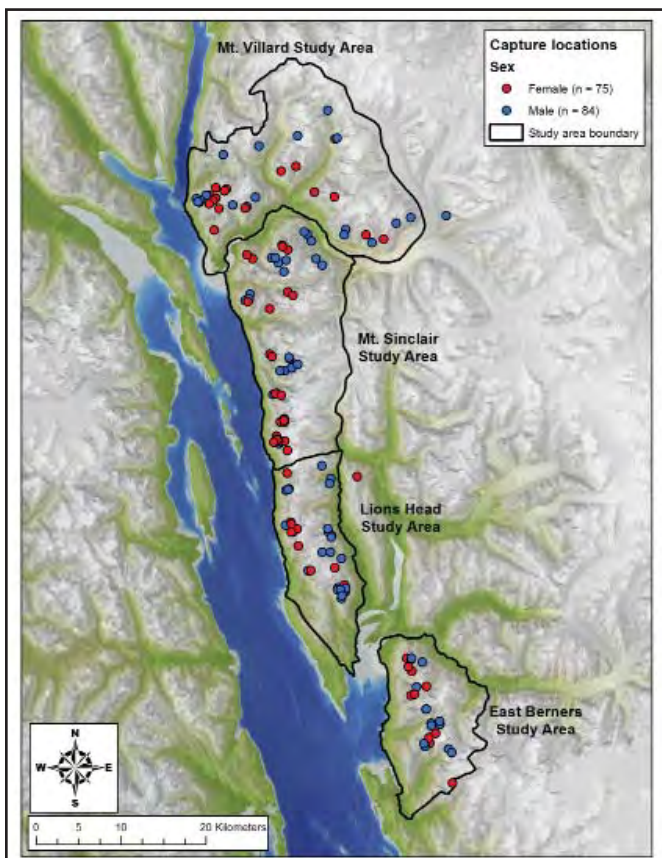 Mt. Villard Study Area
Capture locations
Sex
Female (n = 75)
Male (n = 84)
Study area boundary
Mt. Sinclair
Study Area
Lions Head
Study Area
East Berners
Study Area
N
W E
S
0 5 10 20 Kilometers